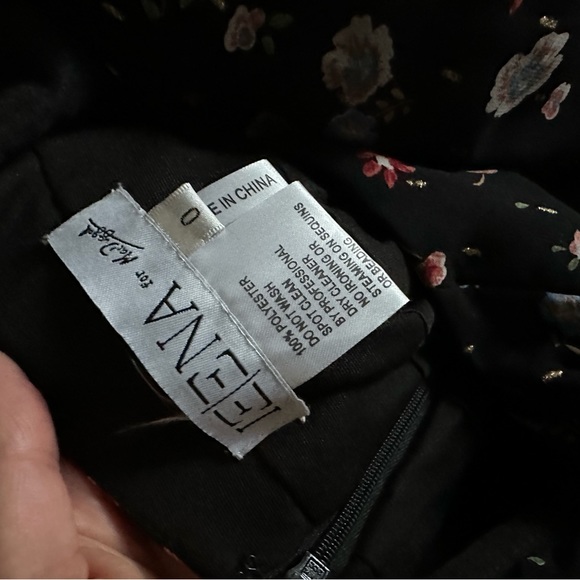 IEENA
FOR Mac Duggal
0
E IN CHINA
100% POLYESTER
DO NOT WASH
SPOT CLEAN
BY PROFESSIONAL
DRY CLEANER
NO IRONING OR
STEAMING ON SEQUINS
OR BEADING